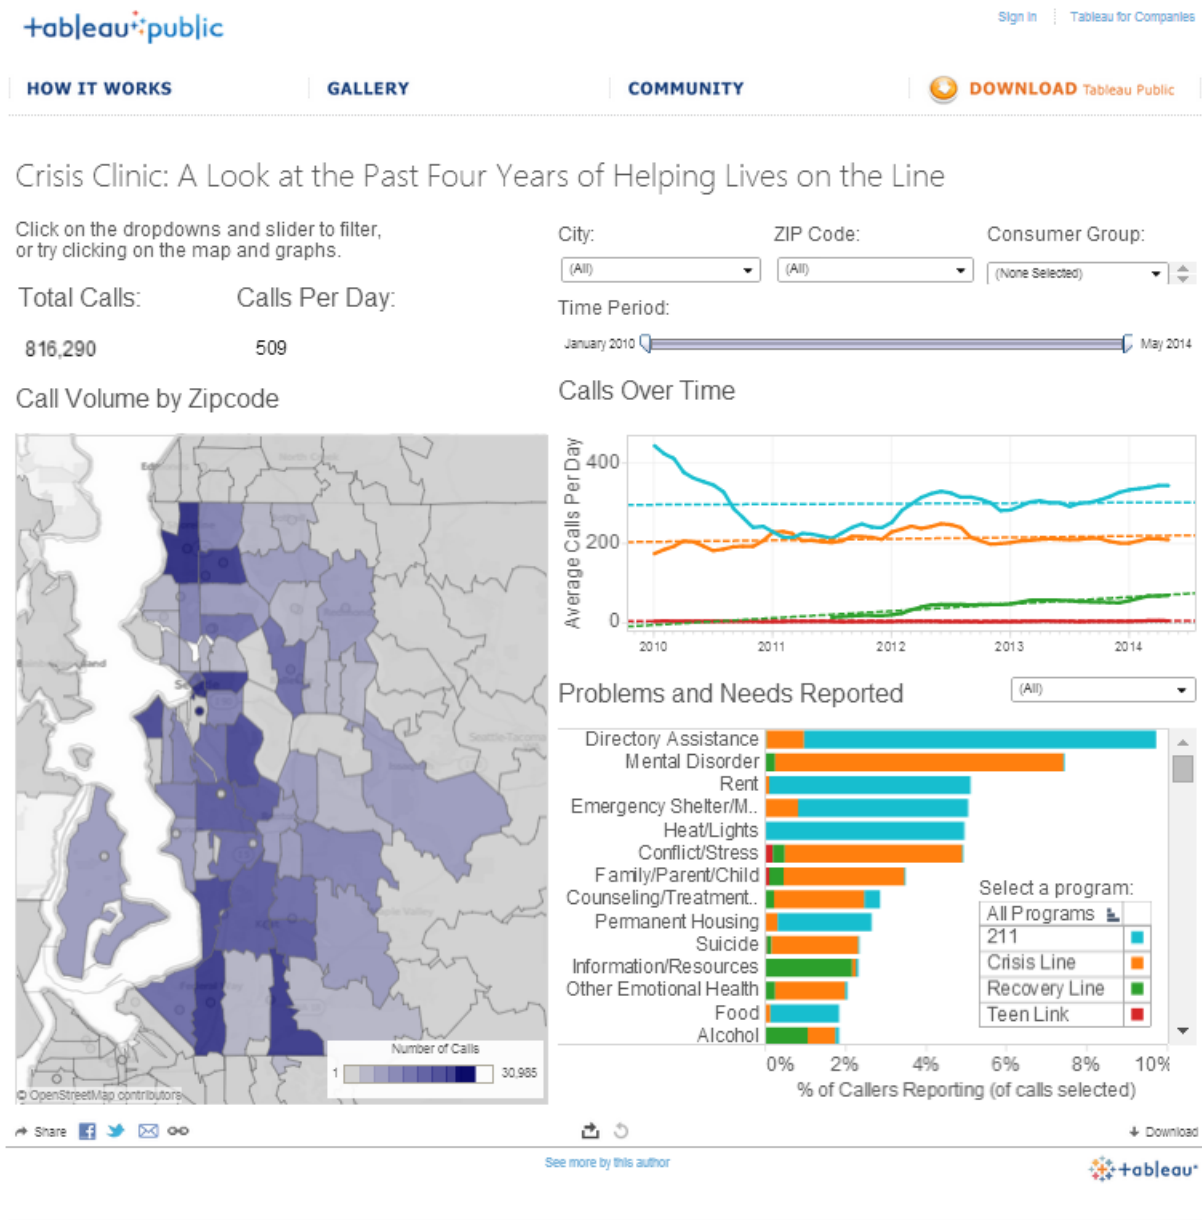 +ableau public
Sign In
Tableau for Companies
HOW IT WORKS
GALLERY
COMMUNITY
DOWNLOAD Tableau Public
Crisis Clinic: A Look at the Past Four Years of Helping Lives on the Line
Click on the dropdowns and slider to filter,
or try clicking on the map and graphs.
City:
ZIP Code:
Consumer Group:
(All)
(All)
(None Selected)
Total Calls:
Calls Per Day:
816,290
509
Time Period:
January 2010
May 2014
Call Volume by Zipcode
Number of Calls
1
30,985
© OpenStreetMap contributors
Calls Over Time
Average Calls Per Day
400
200
0
2010
2011
2012
2013
2014
Problems and Needs Reported
(All)
Directory Assistance
Mental Disorder
Rent
Emergency Shelter/M..
Heat/Lights
Conflict/Stress
Family/Parent/Child
Counseling/Treatment..
Permanent Housing
Suicide
Information/Resources
Other Emotional Health
Food
Alcohol
Select a program:
All Programs
211
Crisis Line
Recovery Line
Teen Link
0%
2%
4%
6%
8%
10%
% of Callers Reporting (of calls selected)
Share
Download
See more by this author
+ableau